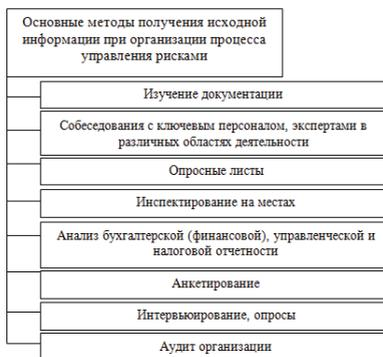 Основные методы получения исходной
информации при организации процесса
управления рисками
Изучение документации
Собеседования с ключевым персоналом, экспертами в
различных областях деятельности
Опросные листы
Инспектирование на местах
Анализ бухгалтерской (финансовой), управленческой и
налоговой отчетности
Анкетирование
Интервьюирование, опросы
Аудит организации